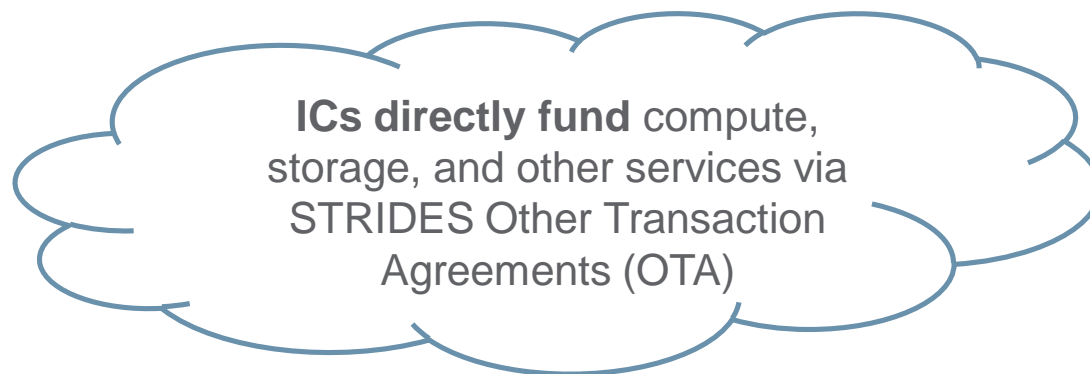 ICs directly fund compute,
storage, and other services via
STRIDES Other Transaction
Agreements (OTA)